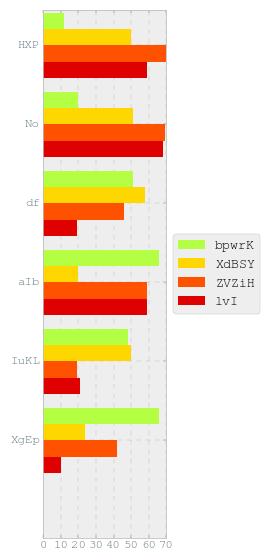 HXP
No
df
aIb
IuKL
XgEp
bpwrK
XdBSY
ZVZiH
lvI
0 10 20 30 40 50 60 70